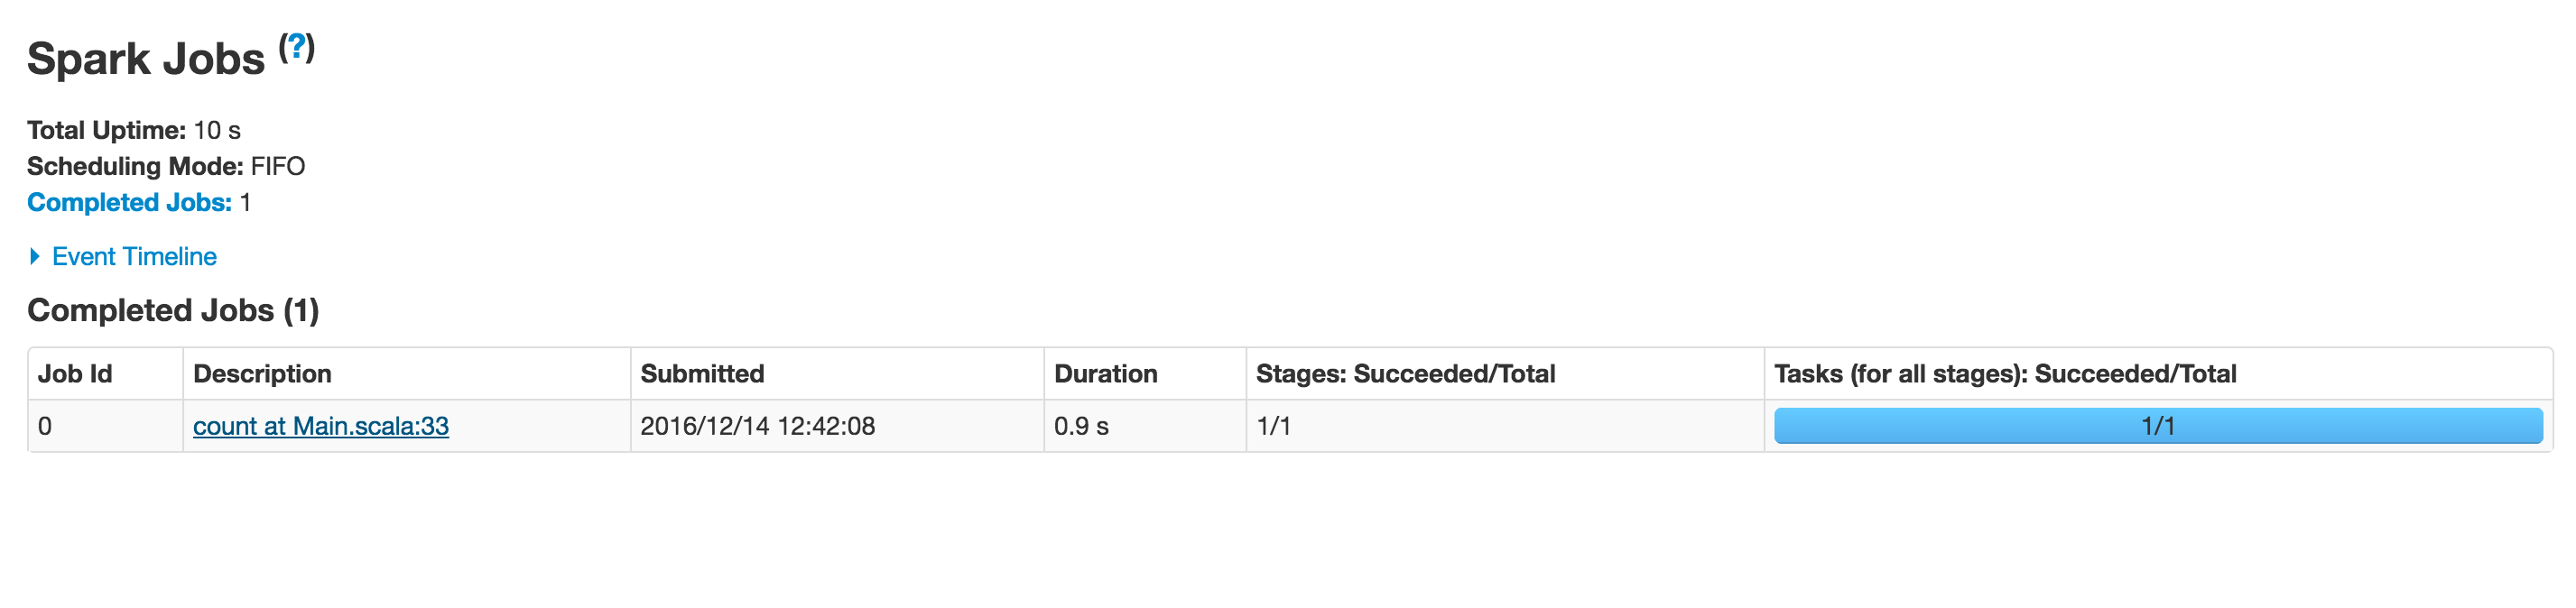 Spark Jobs (?)
Total Uptime: 10 s
Scheduling Mode: FIFO
Completed Jobs: 1
Event Timeline
Completed Jobs (1)
Job Id Description Submitted Duration Stages: Succeeded/Total Tasks (for all stages): Succeeded/Total
0 count at Main.scala:33 2016/12/14 12:42:08 0.9 s 1/1 1/1